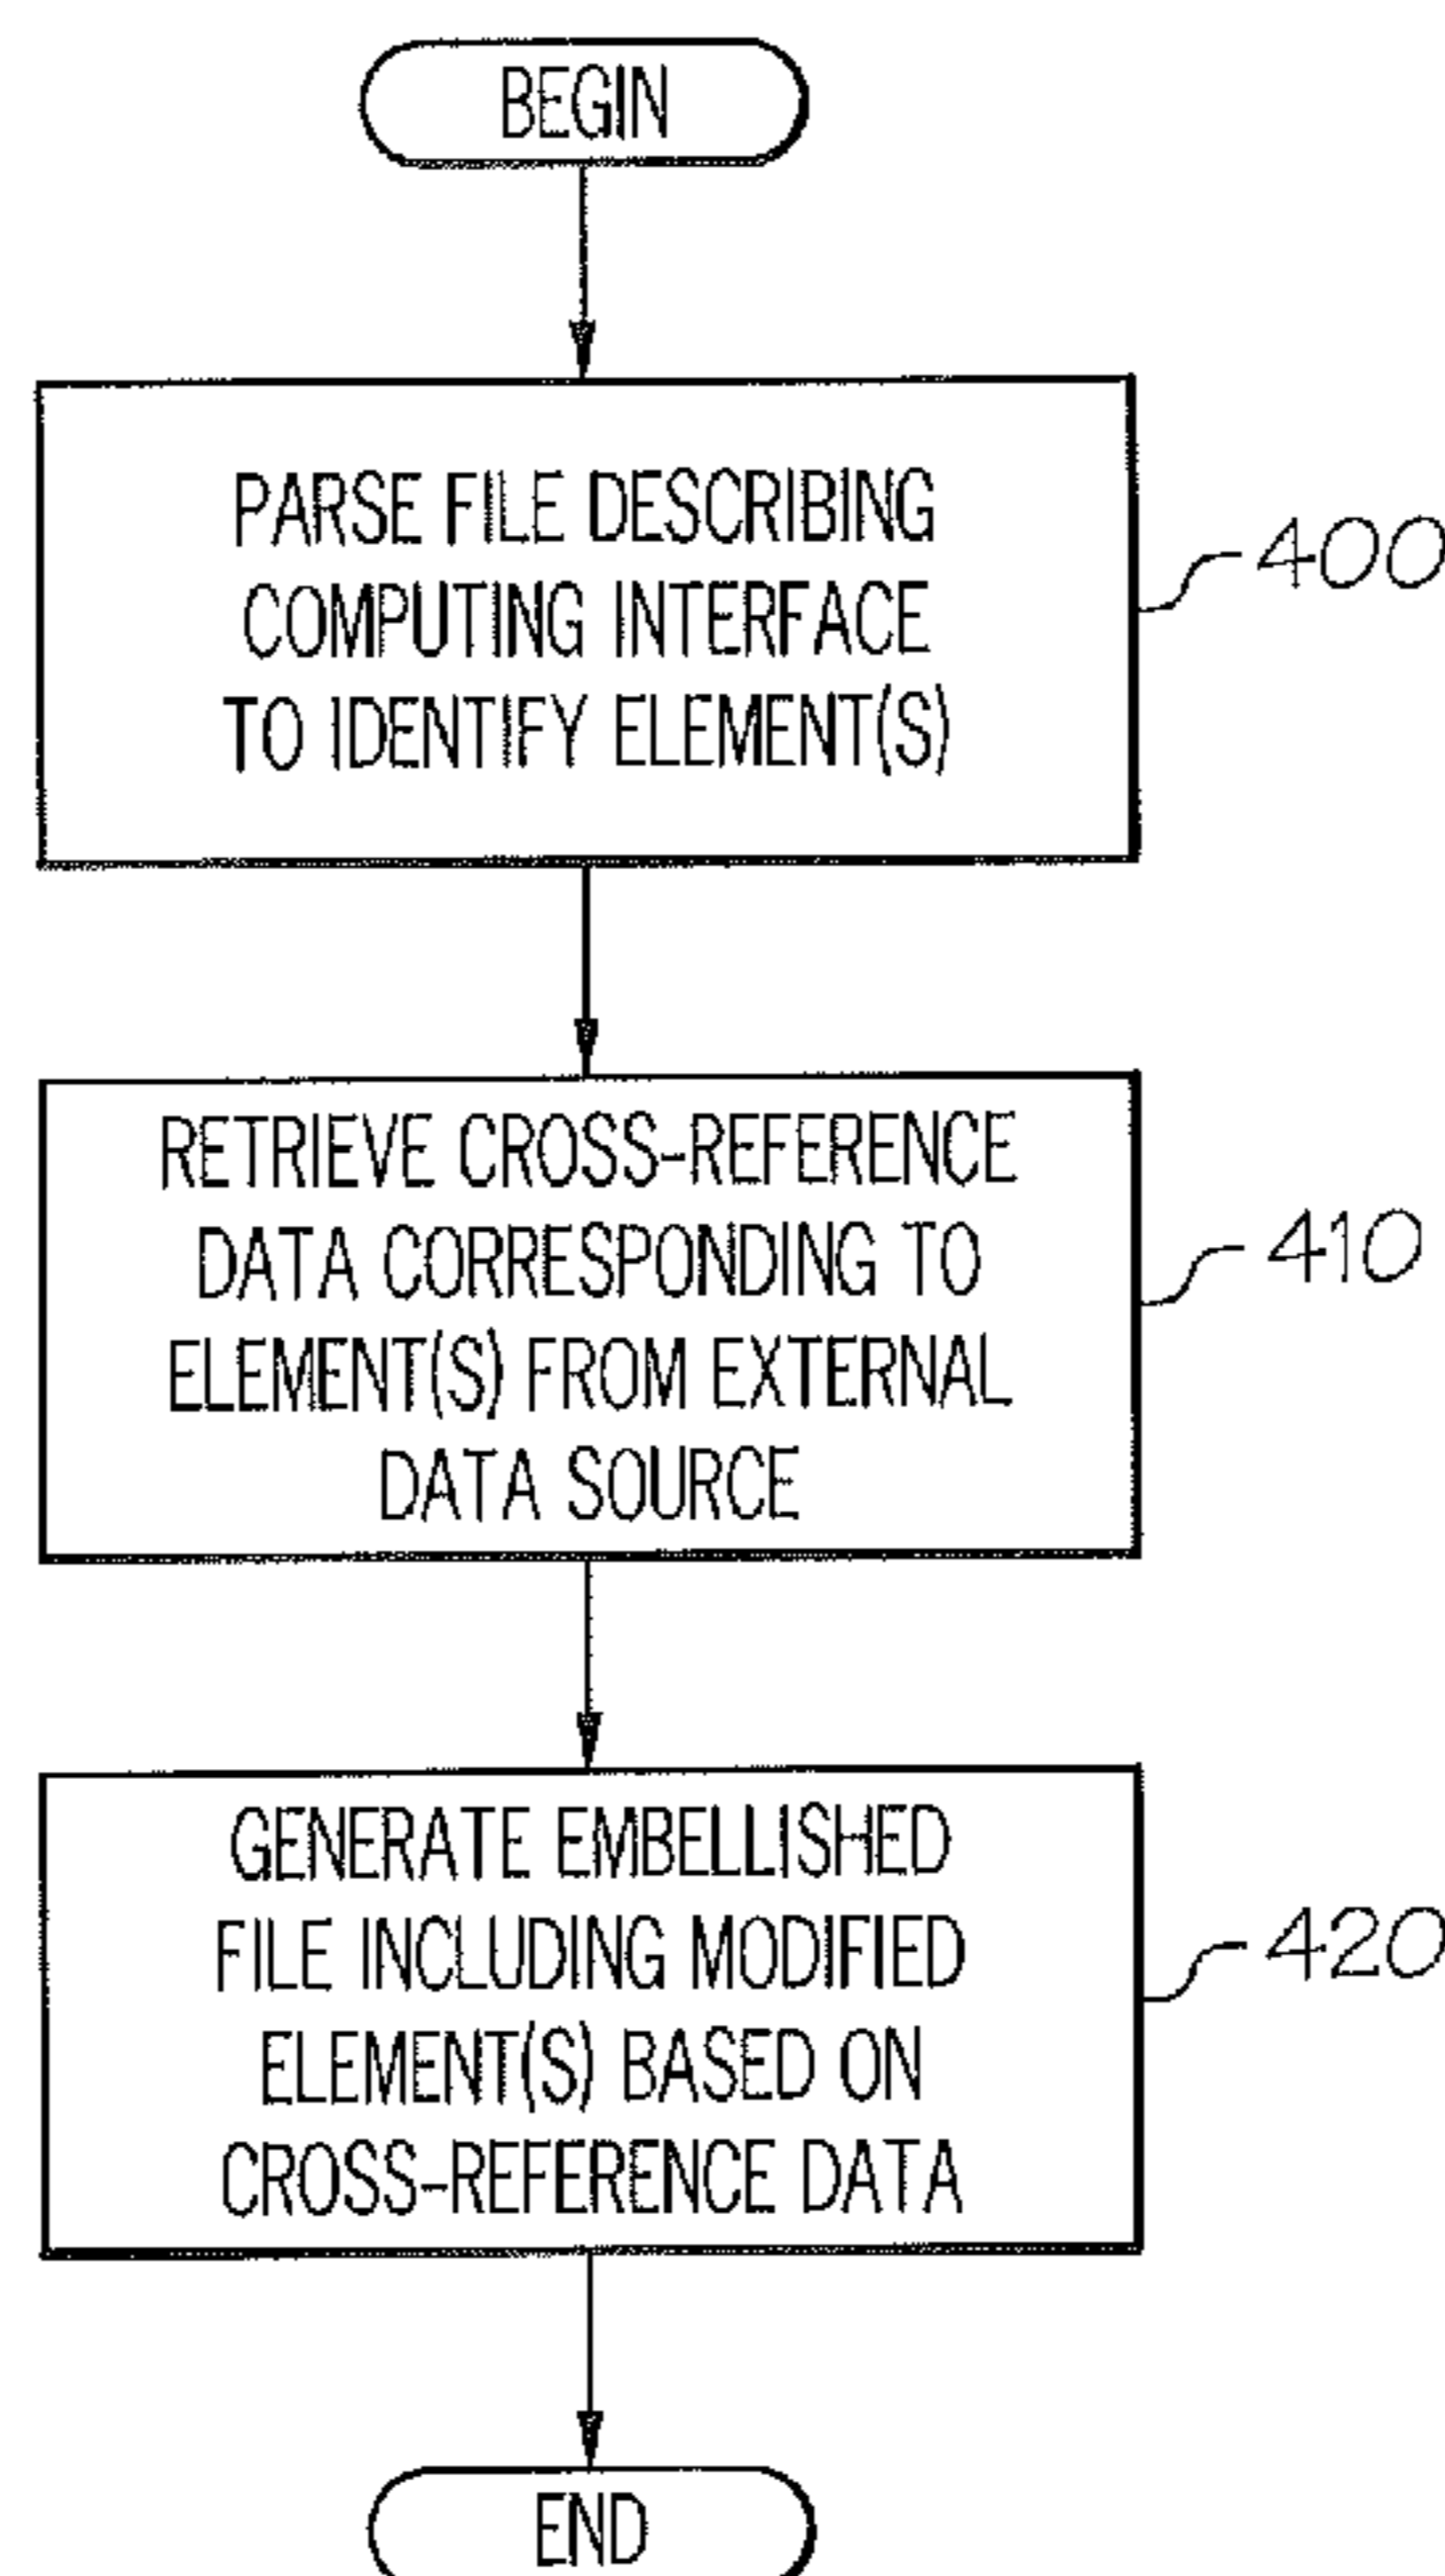 BEGIN
PARSE FILE DESCRIBING
COMPUTING INTERFACE
TO IDENTIFY ELEMENT(S)
400
RETRIEVE CROSS-REFERENCE
DATA CORRESPONDING TO
ELEMENT(S) FROM EXTERNAL
DATA SOURCE
410
GENERATE EMBELLISHED
FILE INCLUDING MODIFIED
ELEMENT(S) BASED ON
CROSS-REFERENCE DATA
420
END